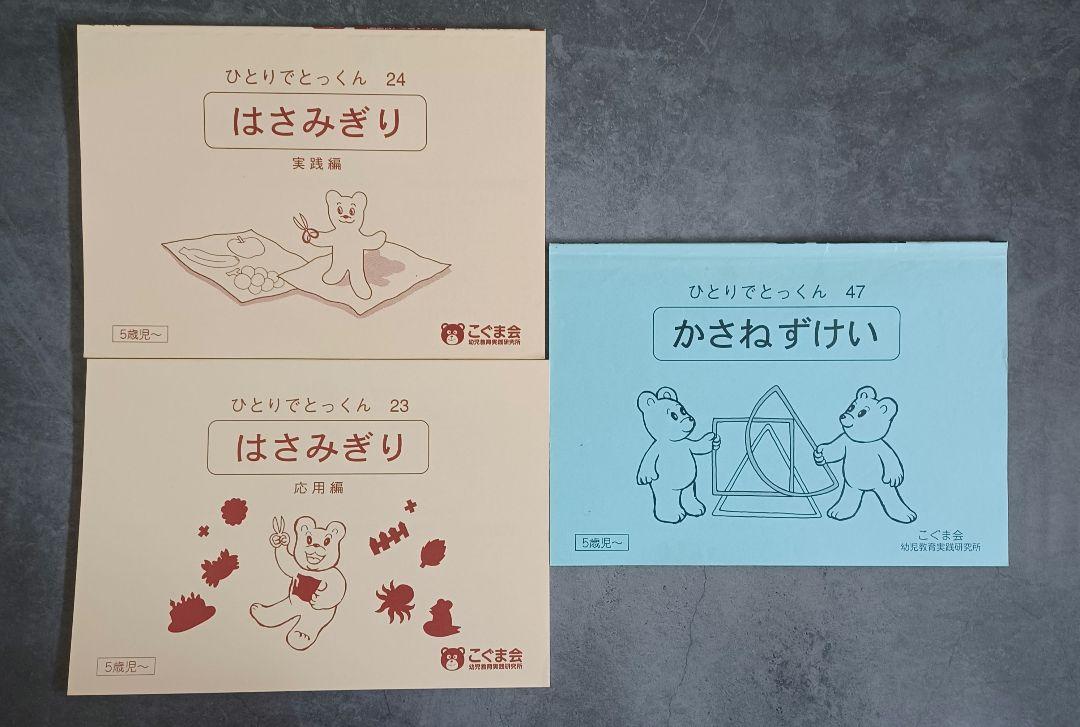 ひとりでとっくん 24
はさみぎり
実践編
5歳児～
こぐま会
幼児教育実践研究所
ひとりでとっくん 23
はさみぎり
応用編
5歳児～
こぐま会
幼児教育実践研究所
ひとりでとっくん 47
かさねずけい
5歳児～
こぐま会
幼児教育実践研究所